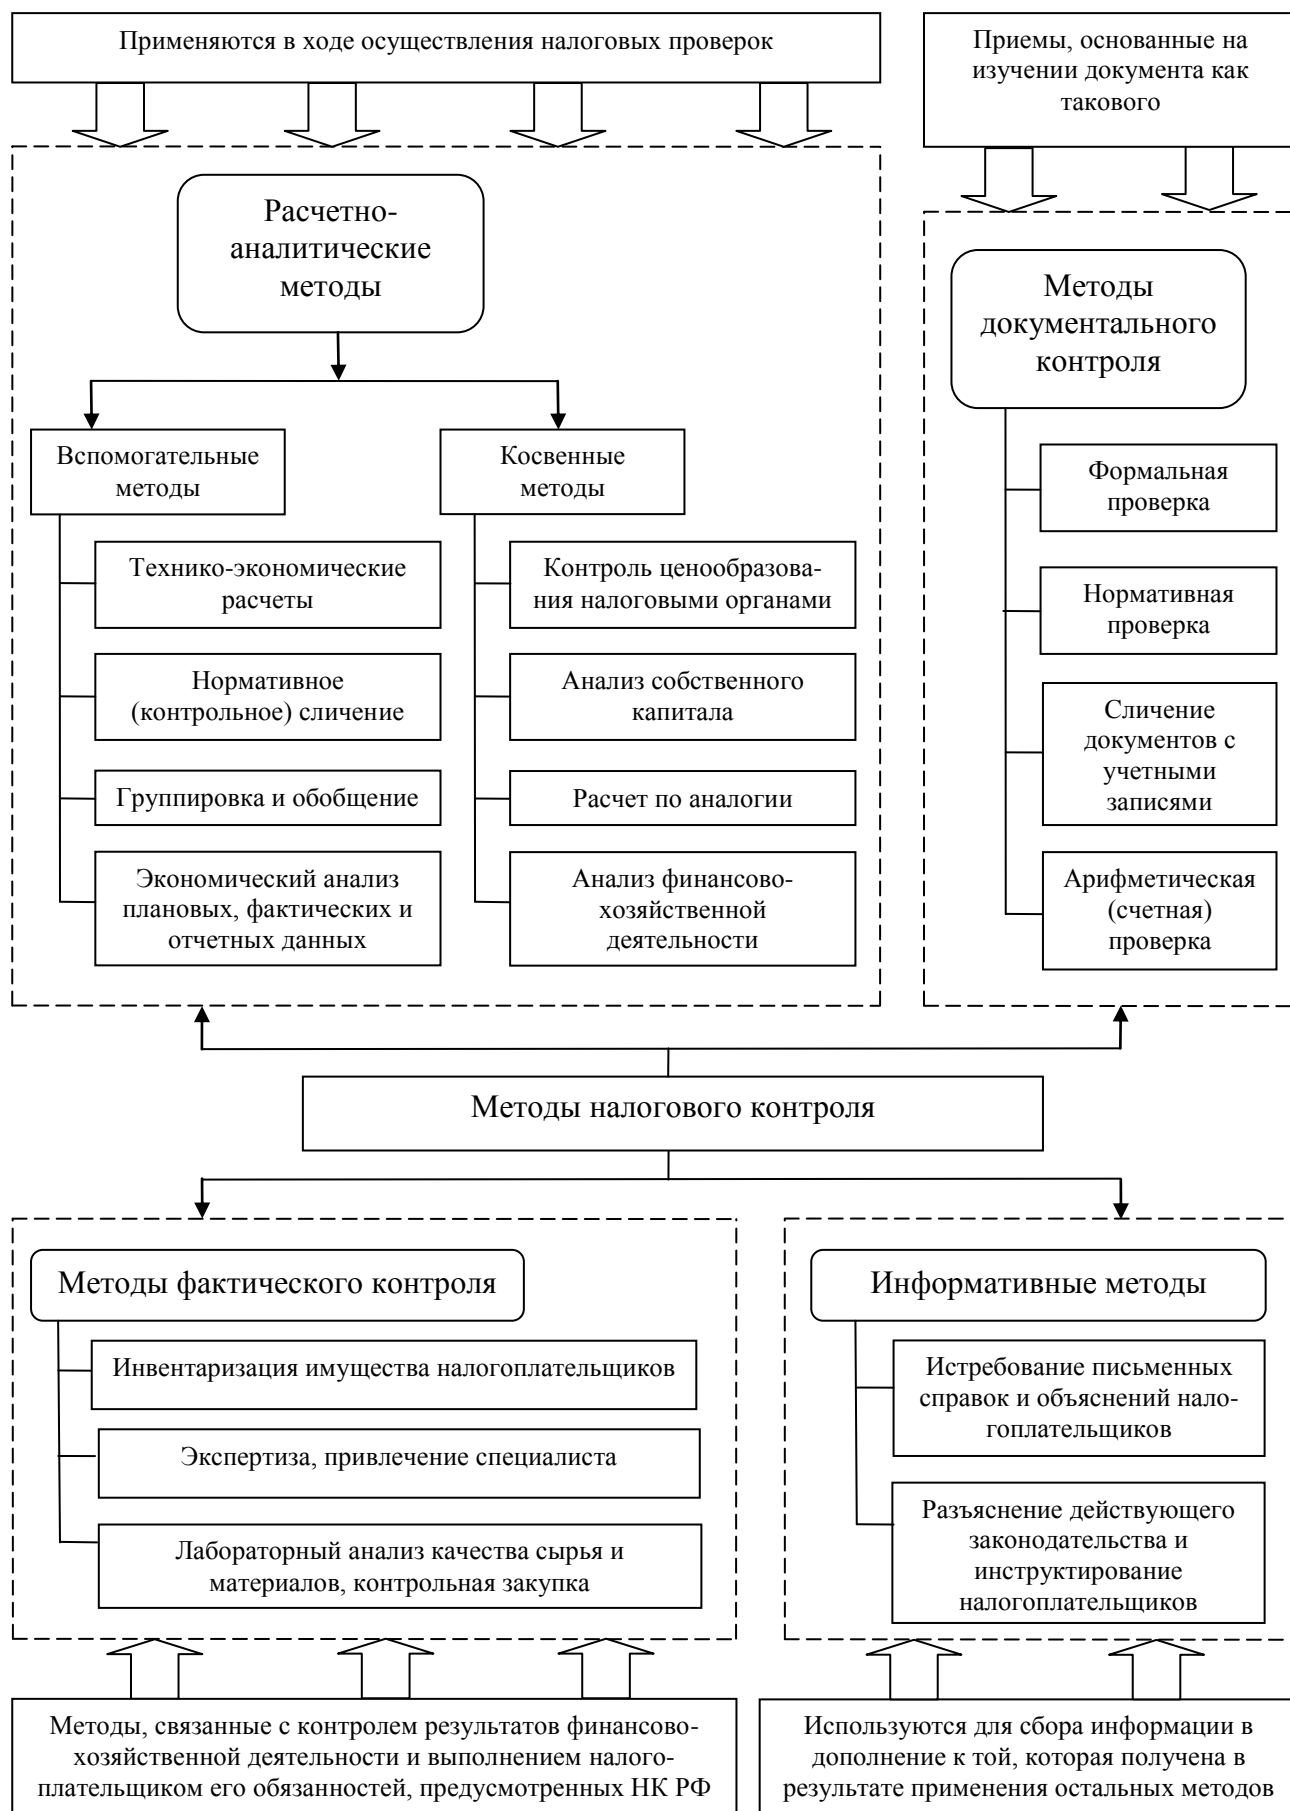 Применяются в ходе осуществления налоговых проверок
Приемы, основанные на
изучении документа как
такового
Расчетно-
аналитические
методы
Вспомогательные
методы
Технико-экономические
расчеты
Нормативное
(контрольное) сличение
Группировка и обобщение
Экономический анализ
плановых, фактических и
отчетных данных
Косвенные
методы
Контроль ценообразова-
ния налоговыми органами
Анализ собственного
капитала
Расчет по аналогии
Анализ финансово-
хозяйственной
деятельности
Методы
документального
контроля
Формальная
проверка
Нормативная
проверка
Сличение
документов с
учетными
записями
Арифметическая
(счетная)
проверка
Методы налогового контроля
Методы фактического контроля
Инвентаризация имущества налогоплательщиков
Экспертиза, привлечение специалиста
Лабораторный анализ качества сырья и
материалов, контрольная закупка
Информативные методы
Истребование письменных
справок и объяснений нало-
гоплательщиков
Разъяснение действующего
законодательства и
инструктирование
налогоплательщиков
Методы, связанные с контролем результатов финансово-
хозяйственной деятельности и выполнением налого-
плательщиком его обязанностей, предусмотренных НК РФ
Используются для сбора информации в
дополнение к той, которая получена в
результате применения остальных методов